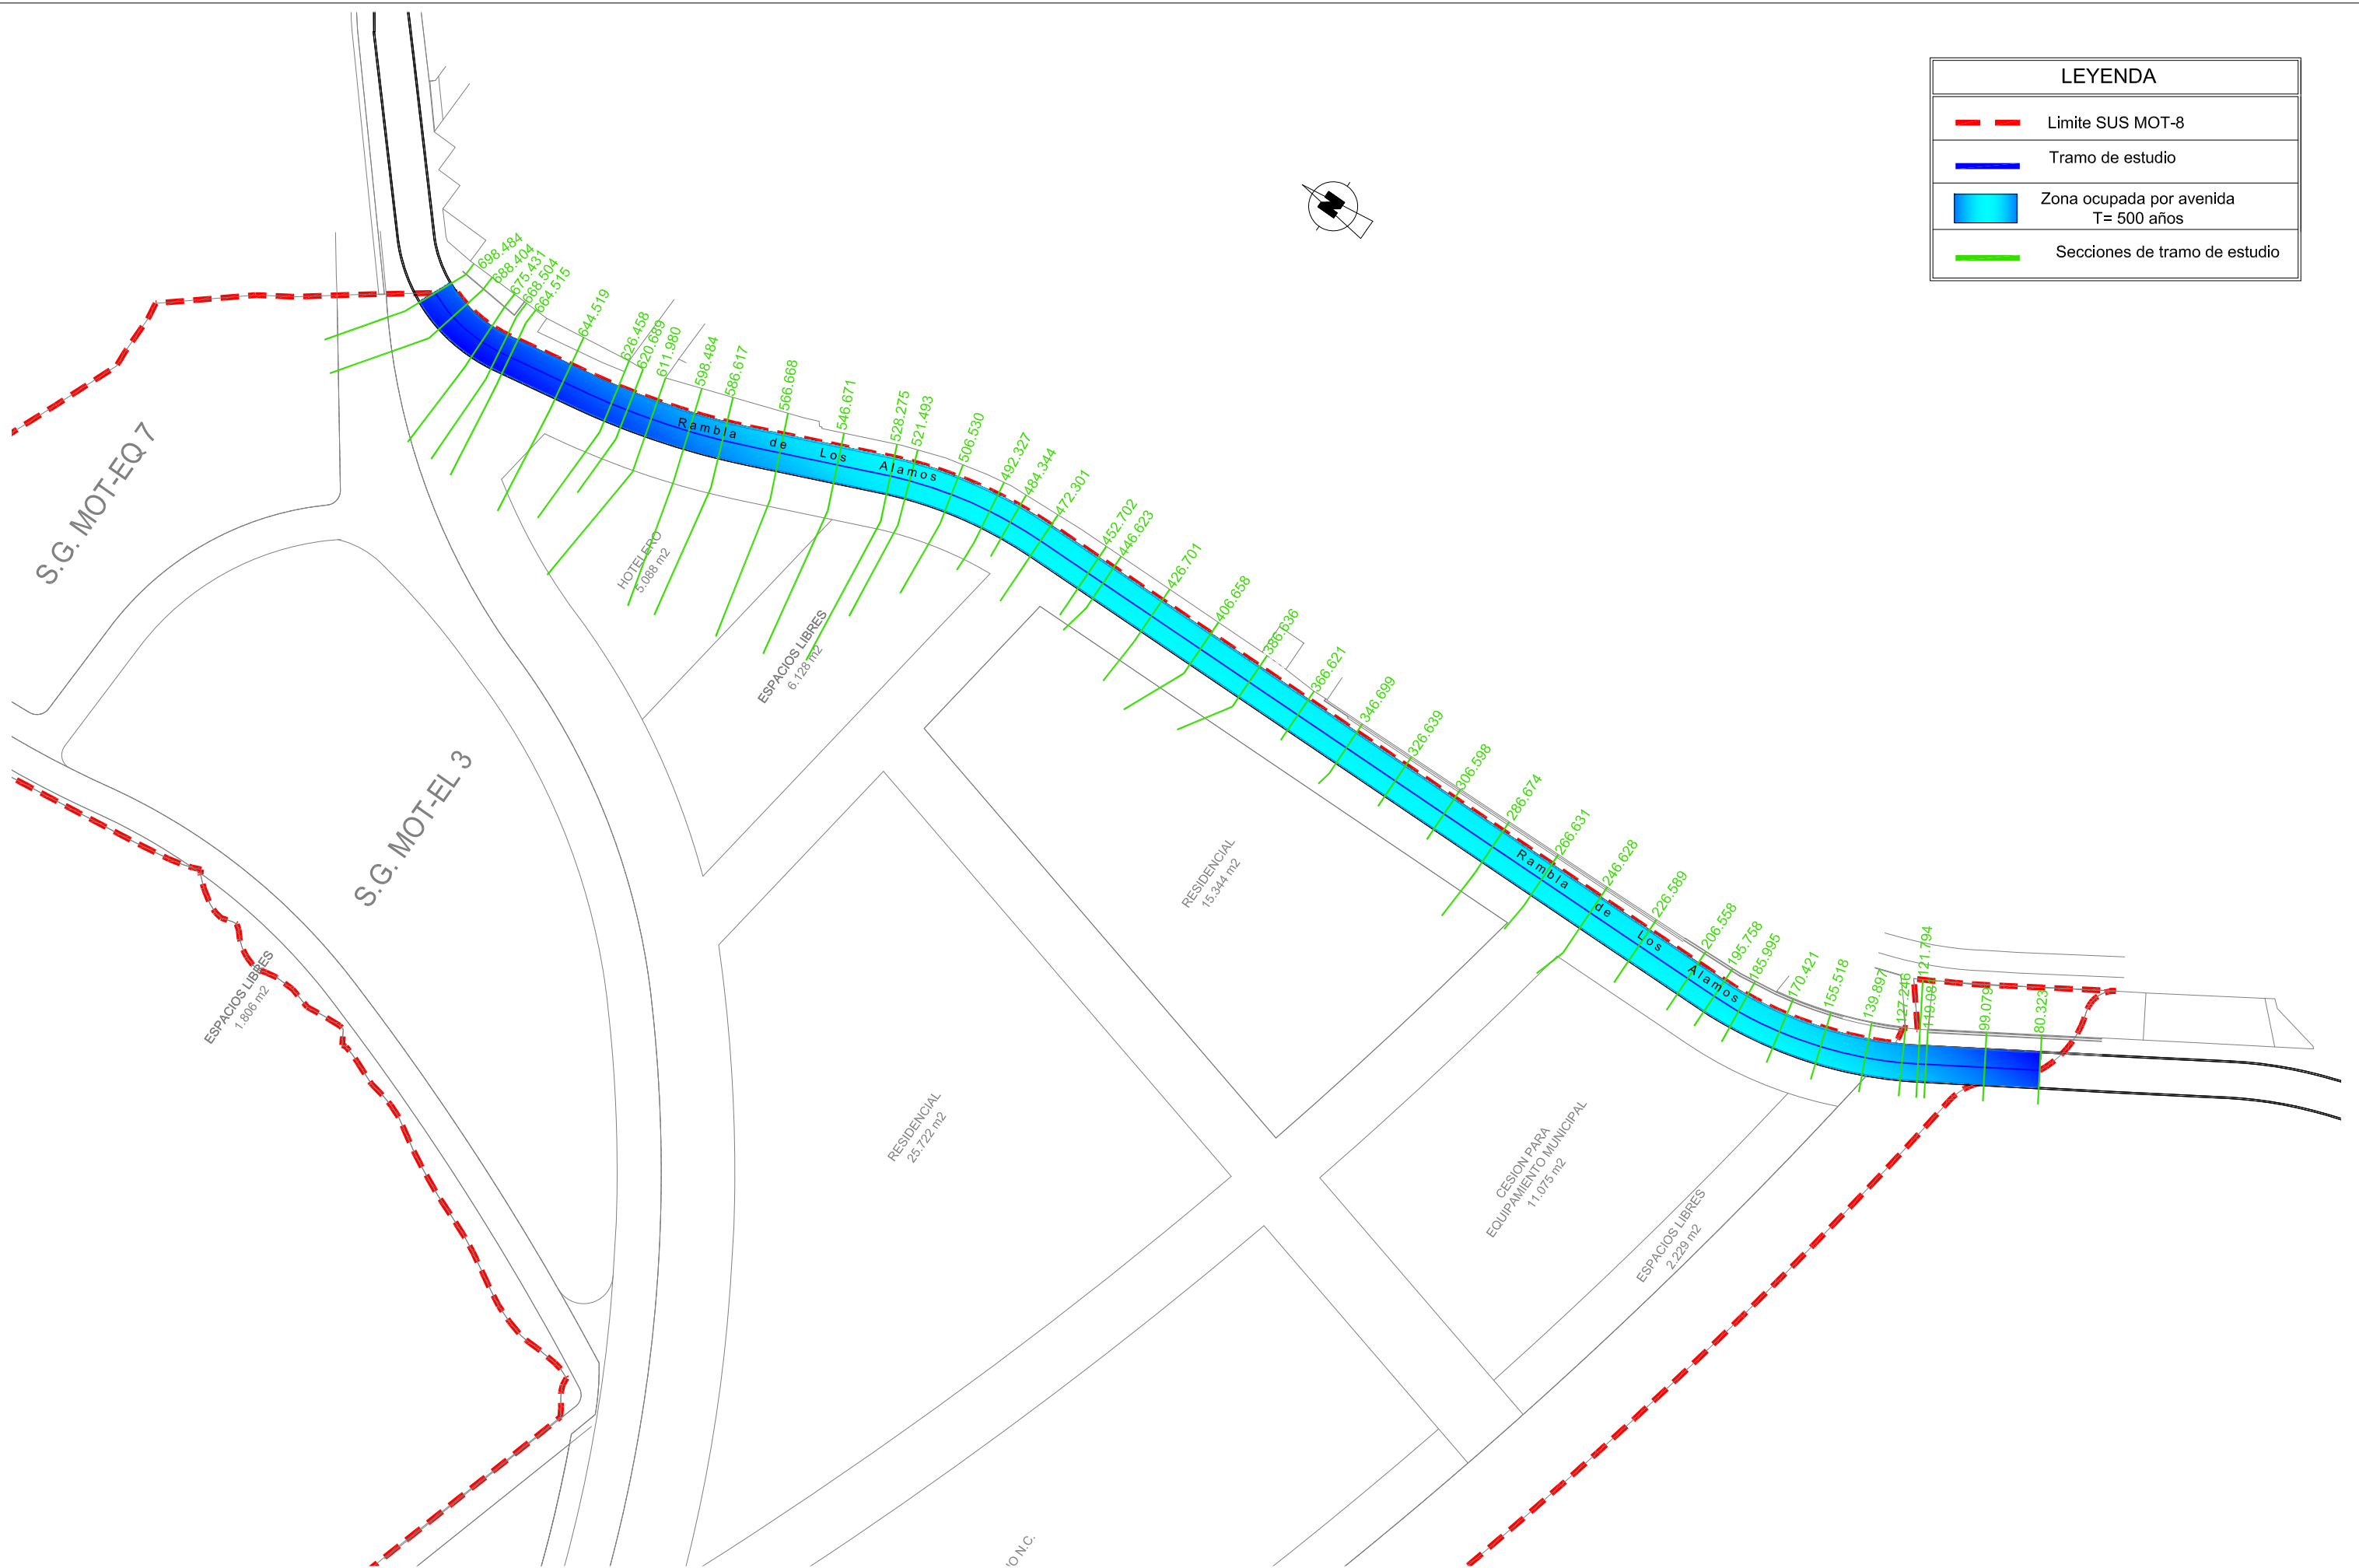 LEYENDA
Limite SUS MOT-8
Tramo de estudio
Zona ocupada por avenida
T= 500 años
Secciones de tramo de estudio
N
698.484
688.404
675.431
668.504
664.515
644.519
626.458
620.689
611.980
598.484
586.617
566.668
546.671
528.275
521.493
506.530
492.327
484.344
472.301
452.702
446.623
426.701
406.658
386.636
366.621
346.699
326.639
306.598
286.674
266.631
246.628
226.589
206.558
195.758
185.995
170.421
155.518
139.897
127.246
121.794
99.079
80.323
Rambla de Los Alamos
Rambla de Los Alamos
S.G. MOT-EQ 7
S.G. MOT-EL 3
HOTELERO
5.088 m2
ESPACIOS LIBRES
6.128 m2
ESPACIOS LIBRES
1.806 m2
RESIDENCIAL
15.344 m2
RESIDENCIAL
25.722 m2
CESION PARA
EQUIPAMIENTO MUNICIPAL
11.075 m2
ESPACIOS LIBRES
2.229 m2
N.C.